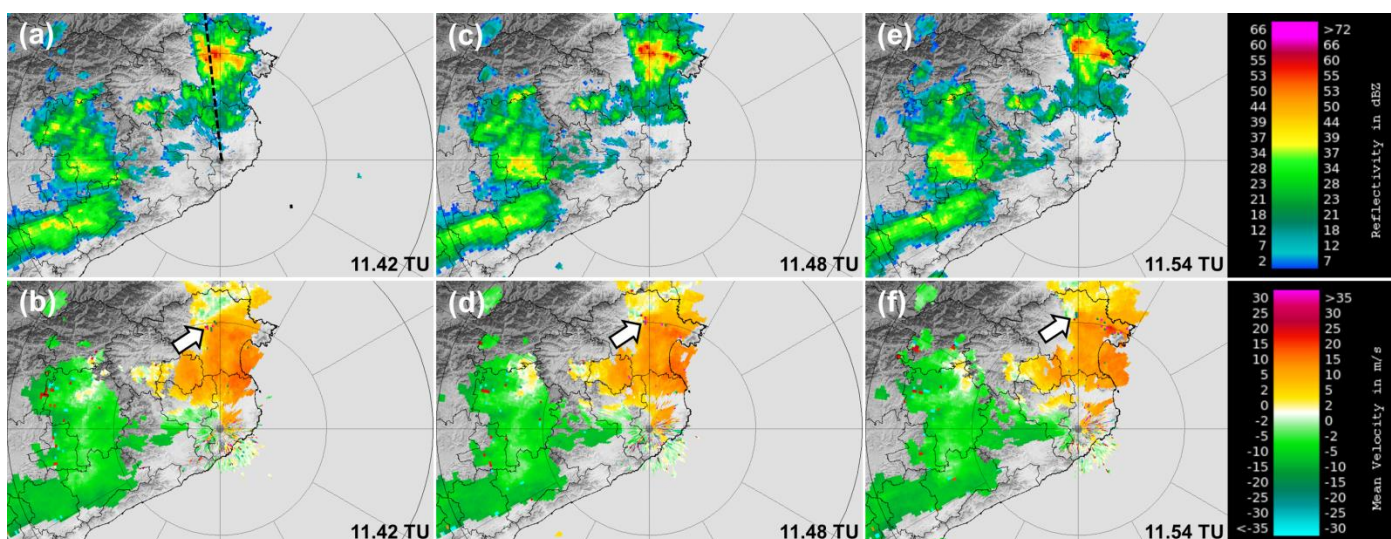 (a)
11.42 TU
(c)
11.48 TU
(e)
11.54 TU
66 >72
60 66
55 60
53 55
50 53
44 50
39 44
37 39
34 37
28 34
23 28
21 23
18 21
12 18
7 12
2 7
Reflectivity in dBZ
(b)
11.42 TU
(d)
11.48 TU
(f)
11.54 TU
30 >35
25 30
20 25
15 20
10 15
5 10
2 5
0 2
-2 0
-5 -2
-10 -5
-15 -10
-20 -15
-25 -20
-30 -25
<-35 -30
Mean Velocity in m/s